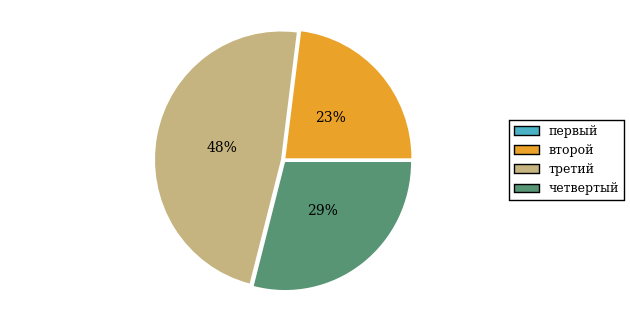 23%
48%
29%
первый
второй
третий
четвертый